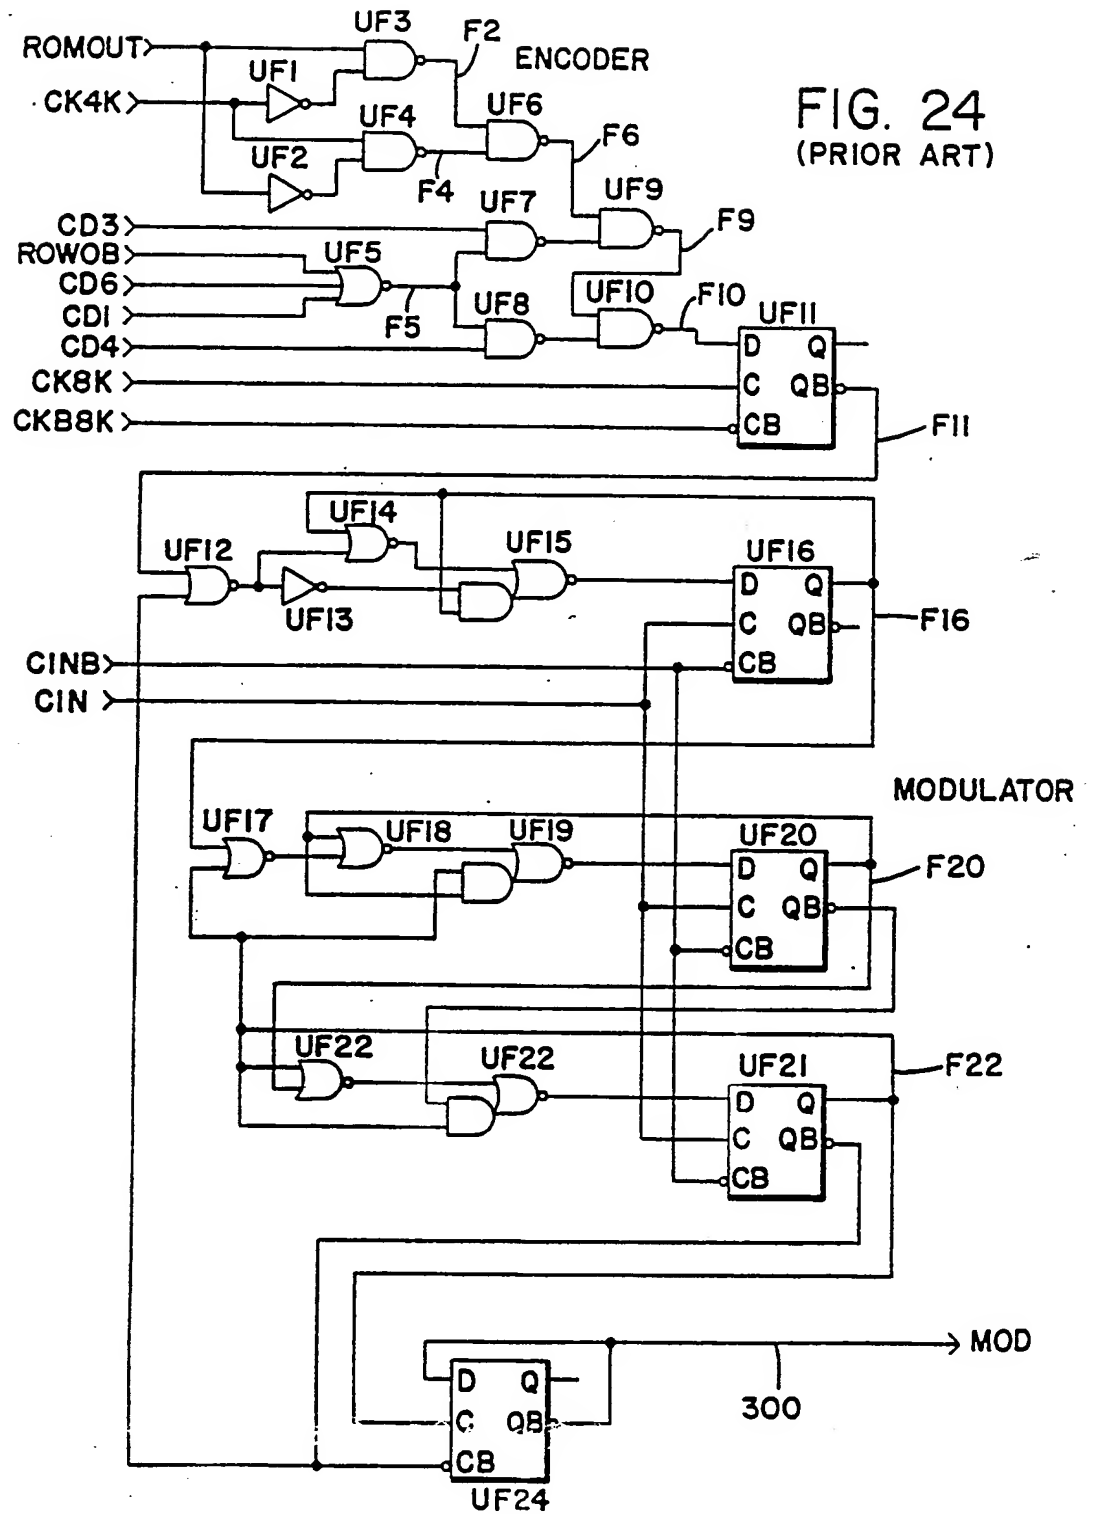 UF3
F2
ROMOUT
ENCODER
UF1
CK4K
UF4
UF6
FIG. 24
(PRIOR ART)
UF2
F6
F4
UF9
UF7
CD3
F9
ROWOB
UF5
CD6
UF10
F10
CD1
UF8
UF11
F5
CD4
D Q
CK8K
C QB
CKB8K
CB
F11
UF14
UF12
UF15
UF16
D Q
UF13
C QB
F16
CINB
CB
CIN
MODULATOR
UF17
UF18
UF19
UF20
D Q
F20
C QB
CB
UF22
UF22
UF21
F22
D Q
C QB
CB
MOD
D Q
300
C QB
CB
UF24